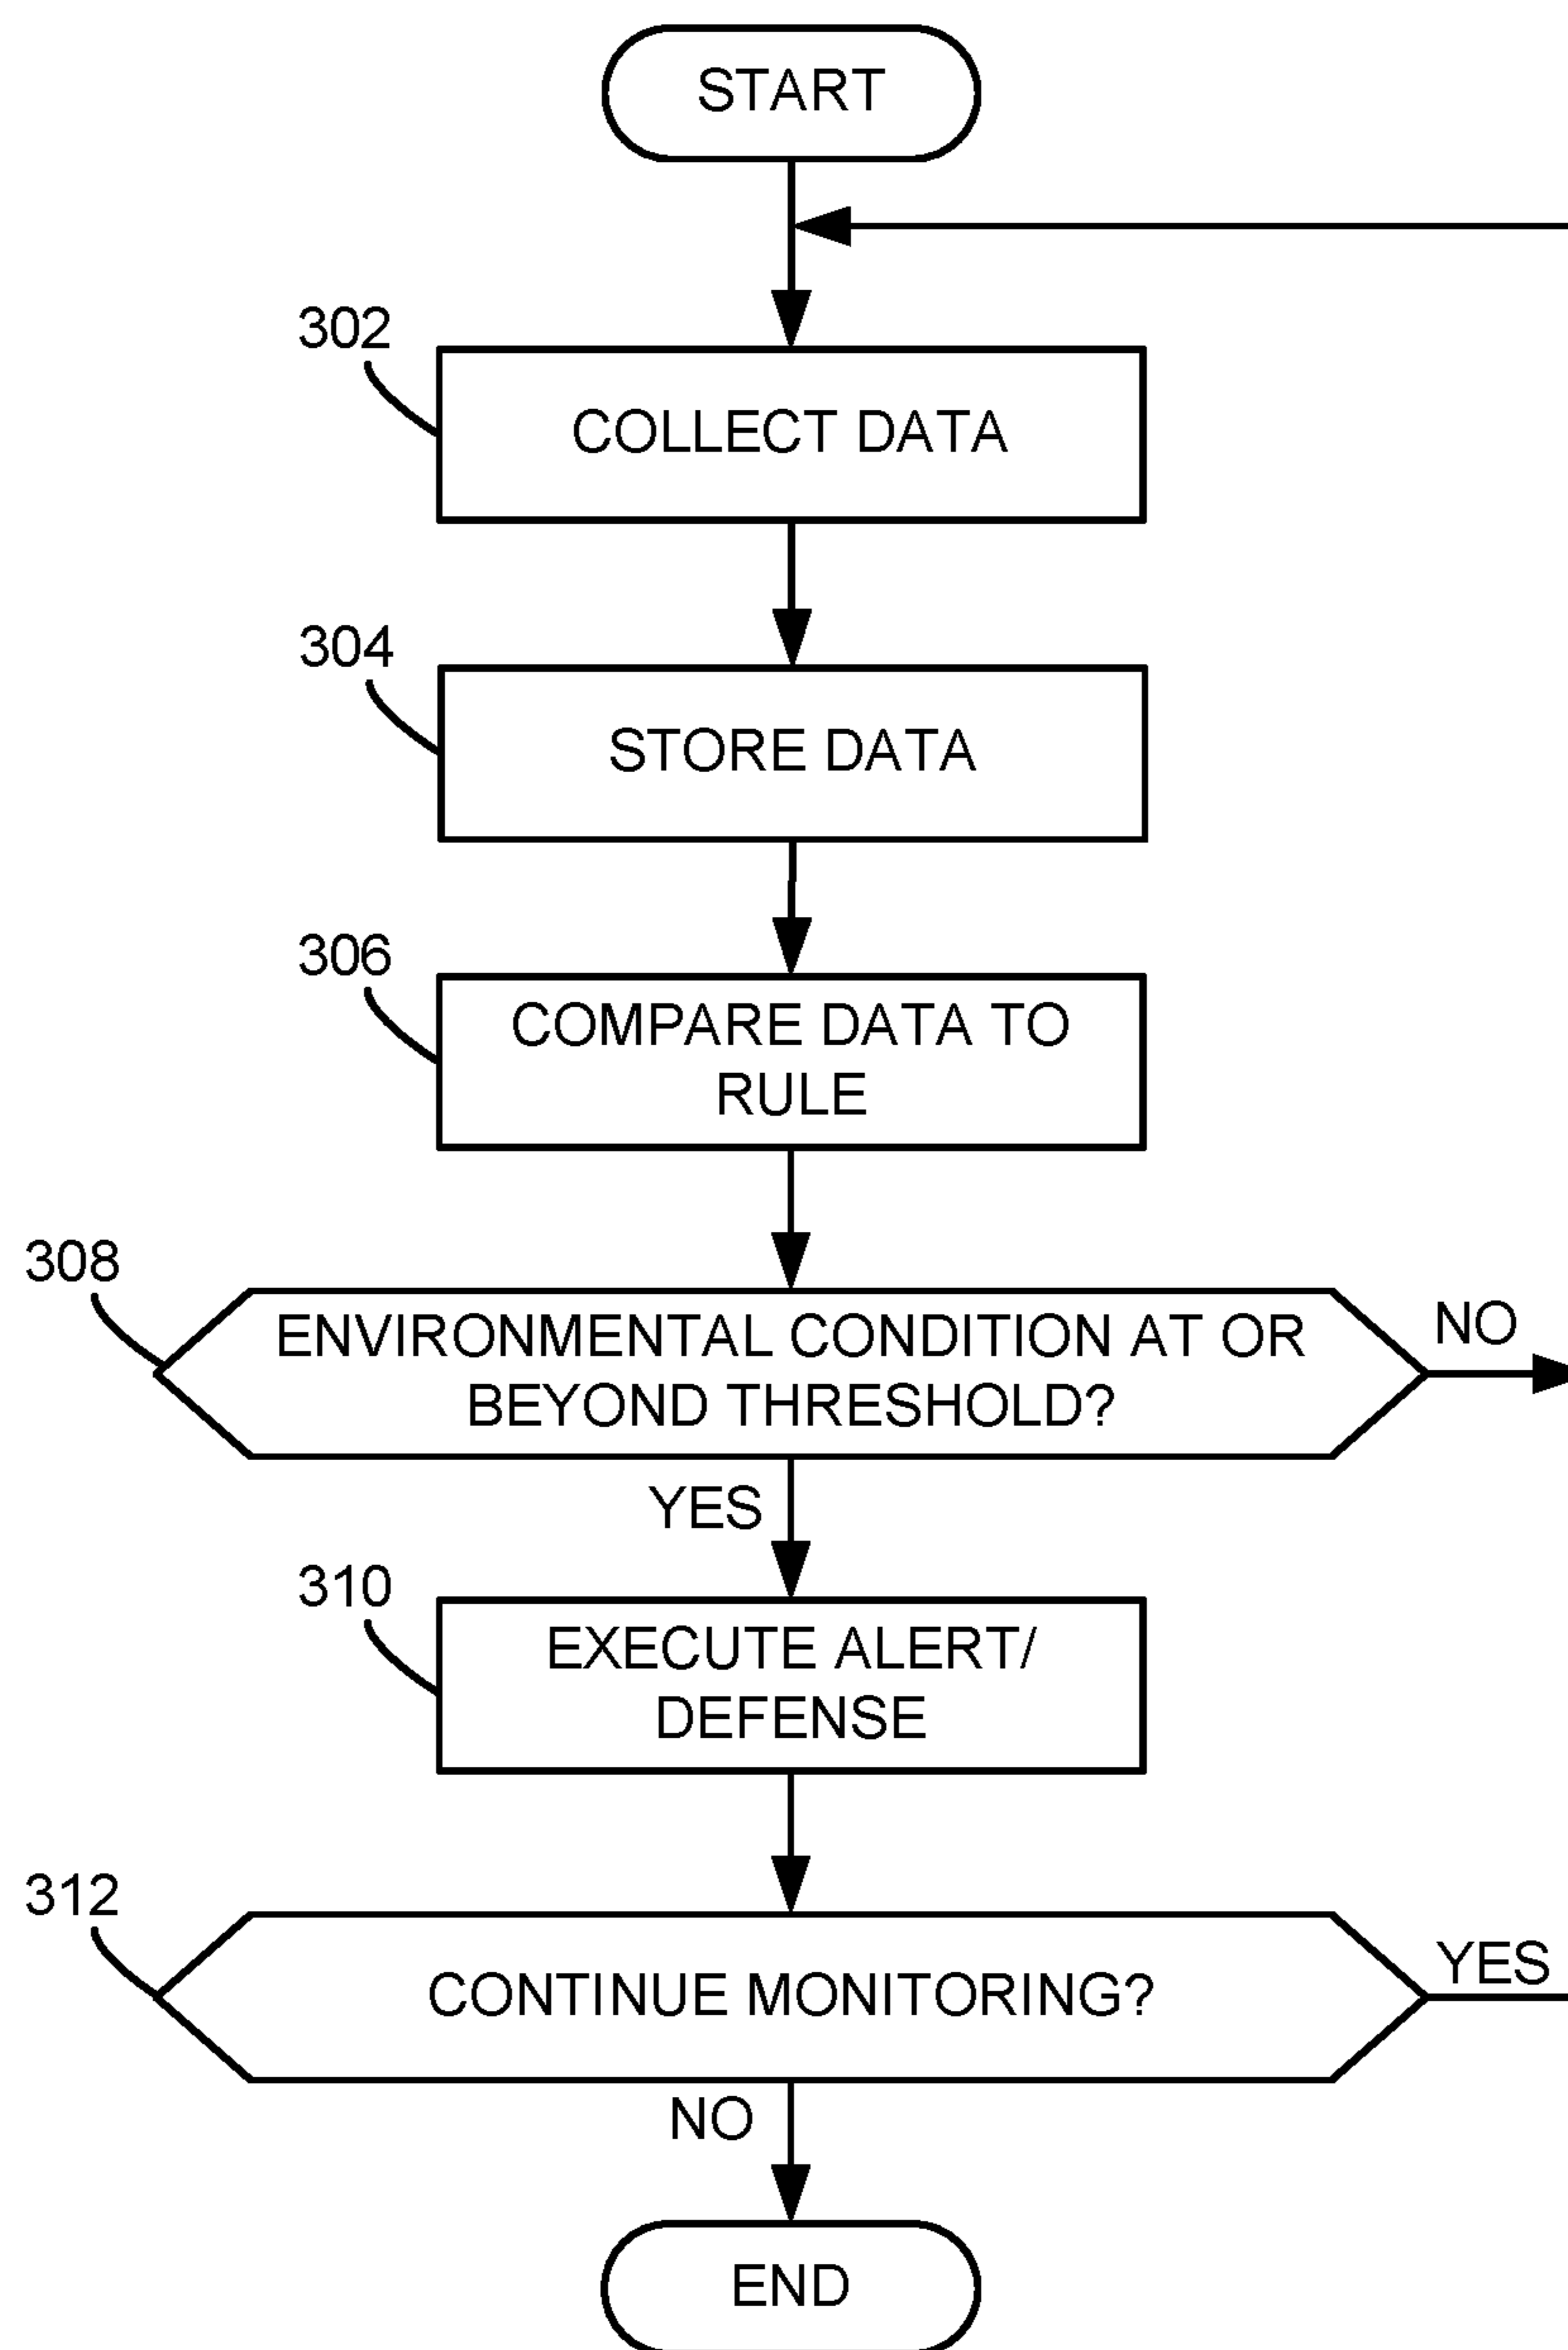 START
302
COLLECT DATA
304
STORE DATA
306
COMPARE DATA TO
RULE
308
ENVIRONMENTAL CONDITION AT OR
BEYOND THRESHOLD?
NO
YES
310
EXECUTE ALERT/
DEFENSE
312
CONTINUE MONITORING?
YES
NO
END